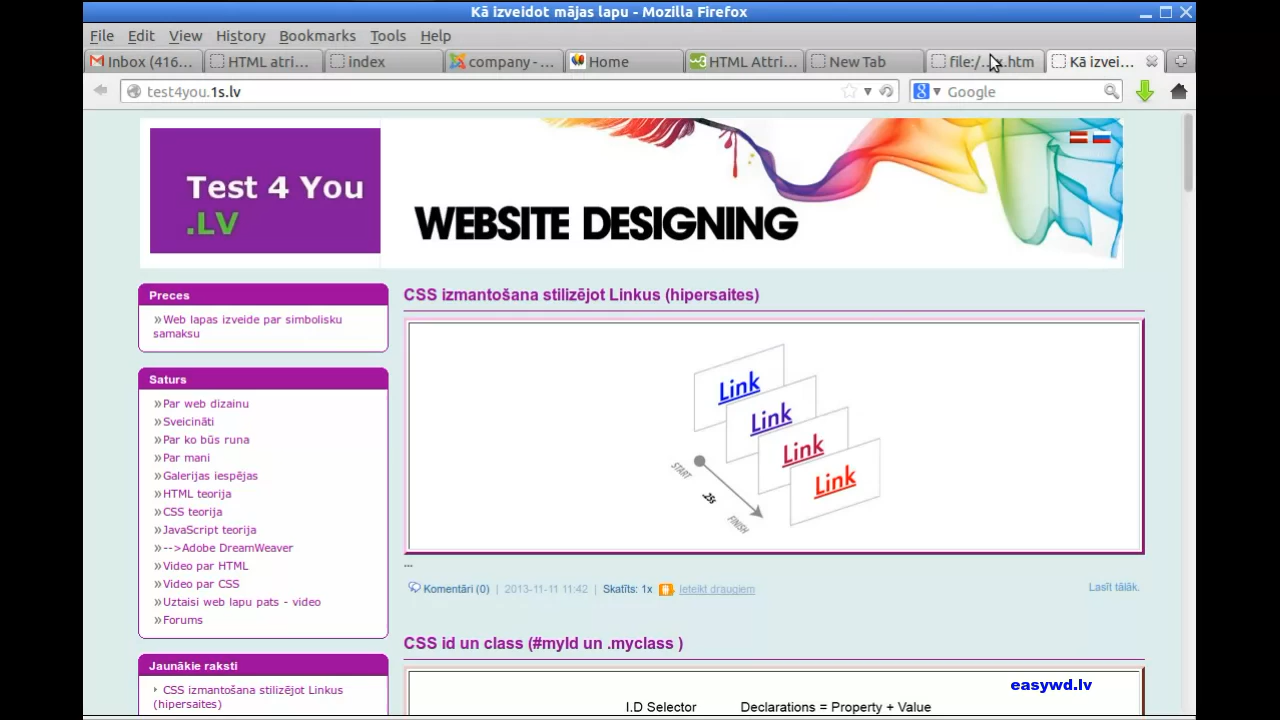 Kā izveidot mājas lapu - Mozilla Firefox
File Edit View History Bookmarks Tools Help
Inbox (416... HTML atri... index company - ... Home HTML Attri... New Tab file:/... .htm Kā izvei...
test4you.1s.lv Google
Test 4 You
.LV
WEBSITE DESIGNING
Preces
»Web lapas izveide par simbolisku
samaksu
Saturs
»Par web dizainu
»Sveicināti
»Par ko būs runa
»Par mani
»Galerijas iespējas
»HTML teorija
»CSS teorija
»JavaScript teorija
»-->Adobe DreamWeaver
»Video par HTML
»Video par CSS
»Uztaisi web lapu pats - video
»Forums
Jaunākie raksti
CSS izmantošana stilizējot Linkus
(hipersaites)
CSS izmantošana stilizējot Linkus (hipersaites)
Link
Link
Link
Link
START
.25s
FINISH
...
Komentāri (0) | 2013-11-11 11:42 | Skatīts: 1x Ieteikt draugiem Lasīt tālāk.
CSS id un class (#myId un .myclass )
easywd.lv
I.D Selector Declarations = Property + Value